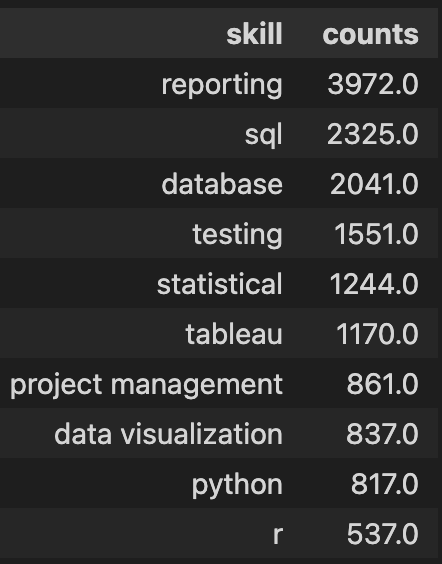 skill counts
reporting 3972.0
sql 2325.0
database 2041.0
testing 1551.0
statistical 1244.0
tableau 1170.0
project management 861.0
data visualization 837.0
python 817.0
r 537.0